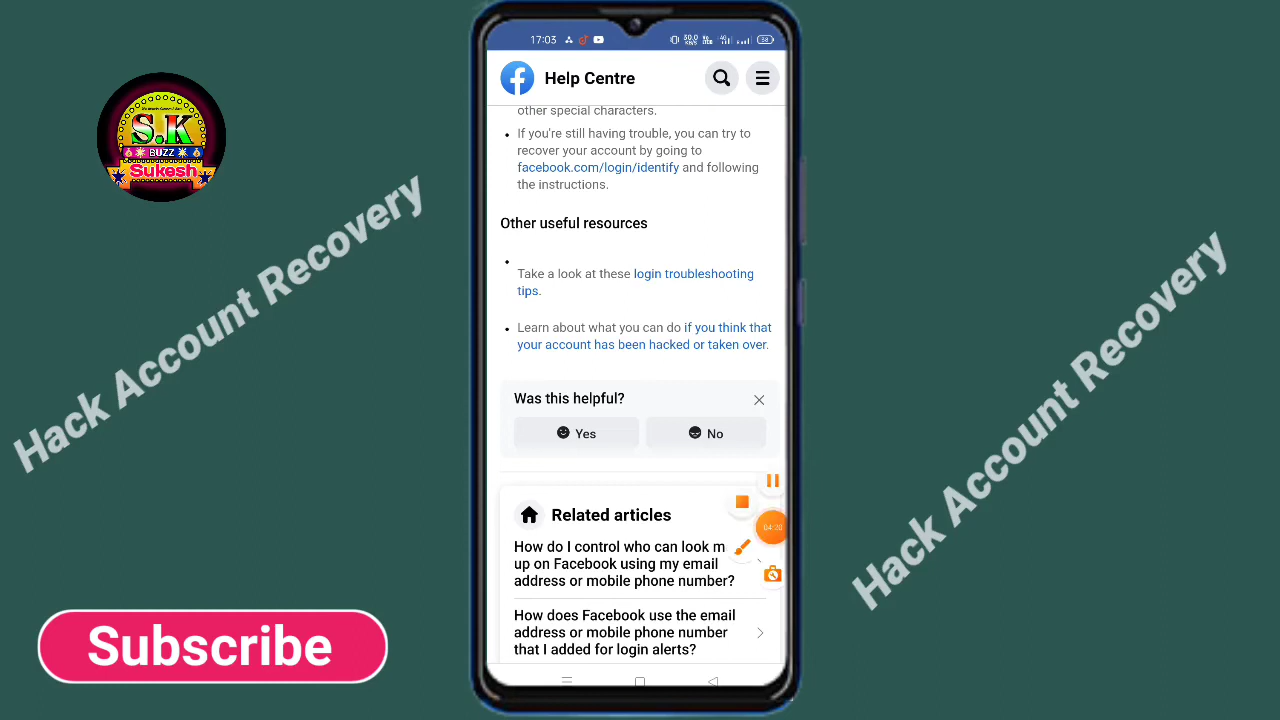 17:03
58
Help Centre
other special characters.
If you're still having trouble, you can try to
recover your account by going to
facebook.com/login/identify and following
the instructions.
Other useful resources
Take a look at these login troubleshooting
tips.
Learn about what you can do if you think that
your account has been hacked or taken over.
Was this helpful?
Yes
No
Related articles
How do I control who can look m
up on Facebook using my email
address or mobile phone number?
How does Facebook use the email
address or mobile phone number
that I added for login alerts?
S.K
BUZZ
Sukesh
Hack Account Recovery
Hack Account Recovery
Subscribe